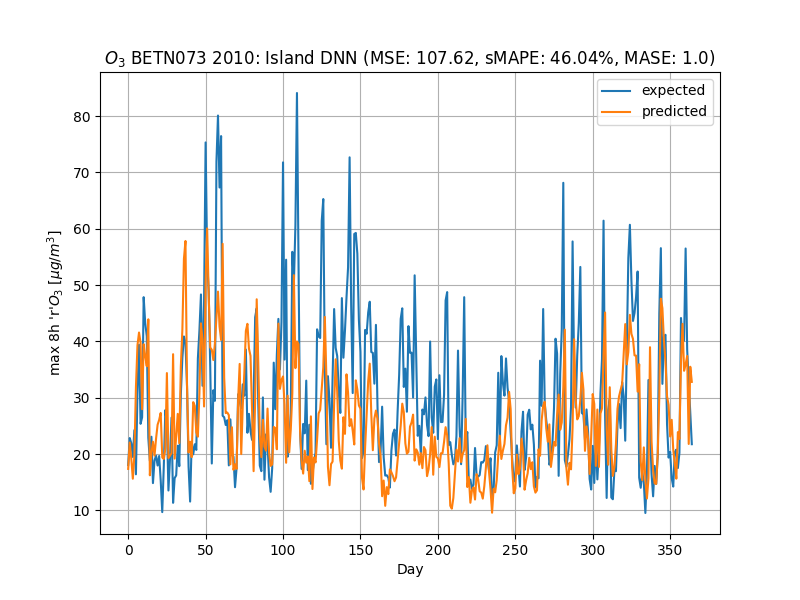 O₃ BETN073 2010: Island DNN (MSE: 107.62, sMAPE: 46.04%, MASE: 1.0)
expected
predicted
80
70
60
50
40
30
20
10
max 8h 'r'O₃ [μg/m³]
0 50 100 150 200 250 300 350
Day